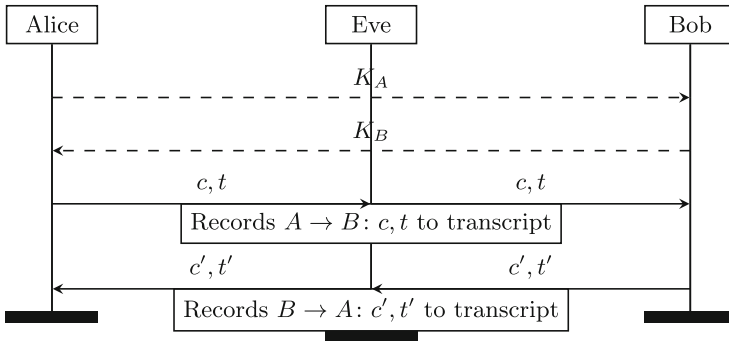 Alice Eve Bob
K_A
K_B
c, t c, t
Records A → B: c, t to transcript
c′, t′ c′, t′
Records B → A: c′, t′ to transcript